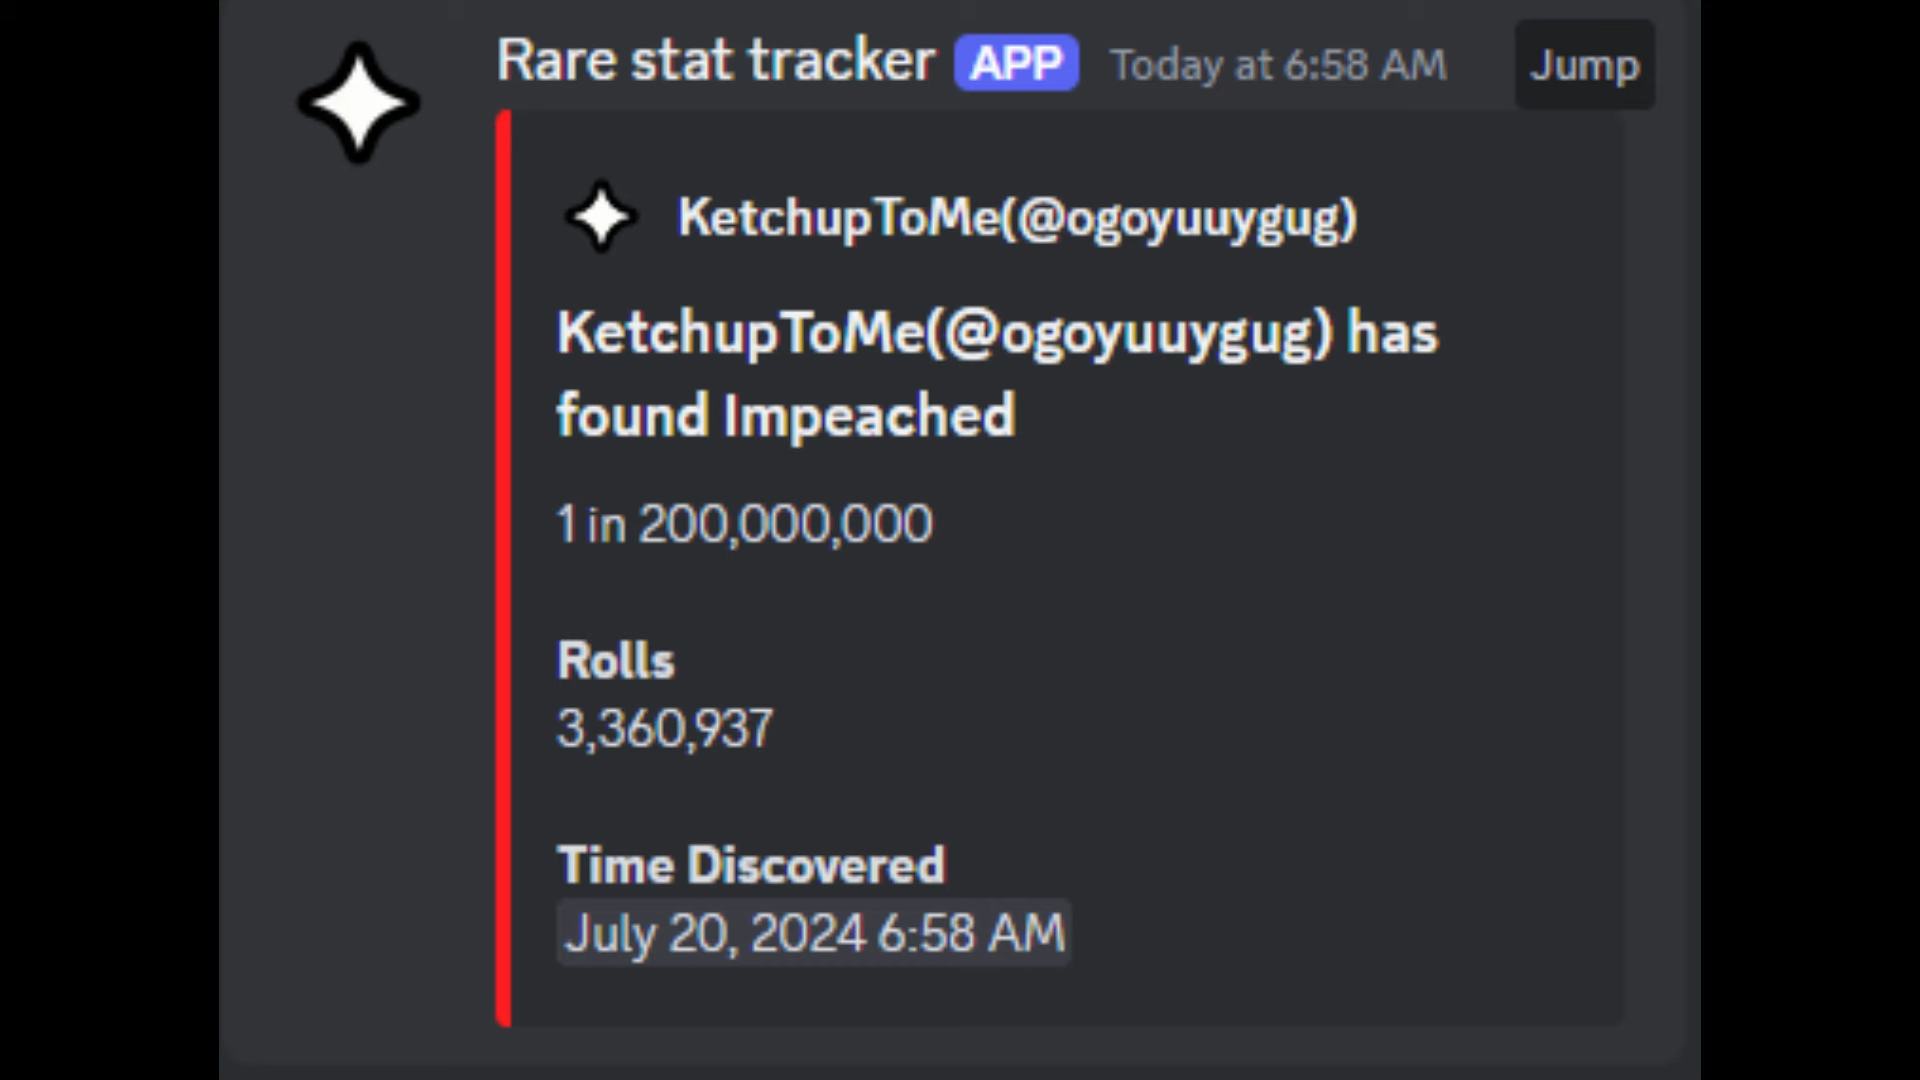 Rare stat tracker APP Today at 6:58 AM Jump
KetchupToMe(@ogoyuuygug)
KetchupToMe(@ogoyuuygug) has
found Impeached
1 in 200,000,000
Rolls
3,360,937
Time Discovered
July 20, 2024 6:58 AM